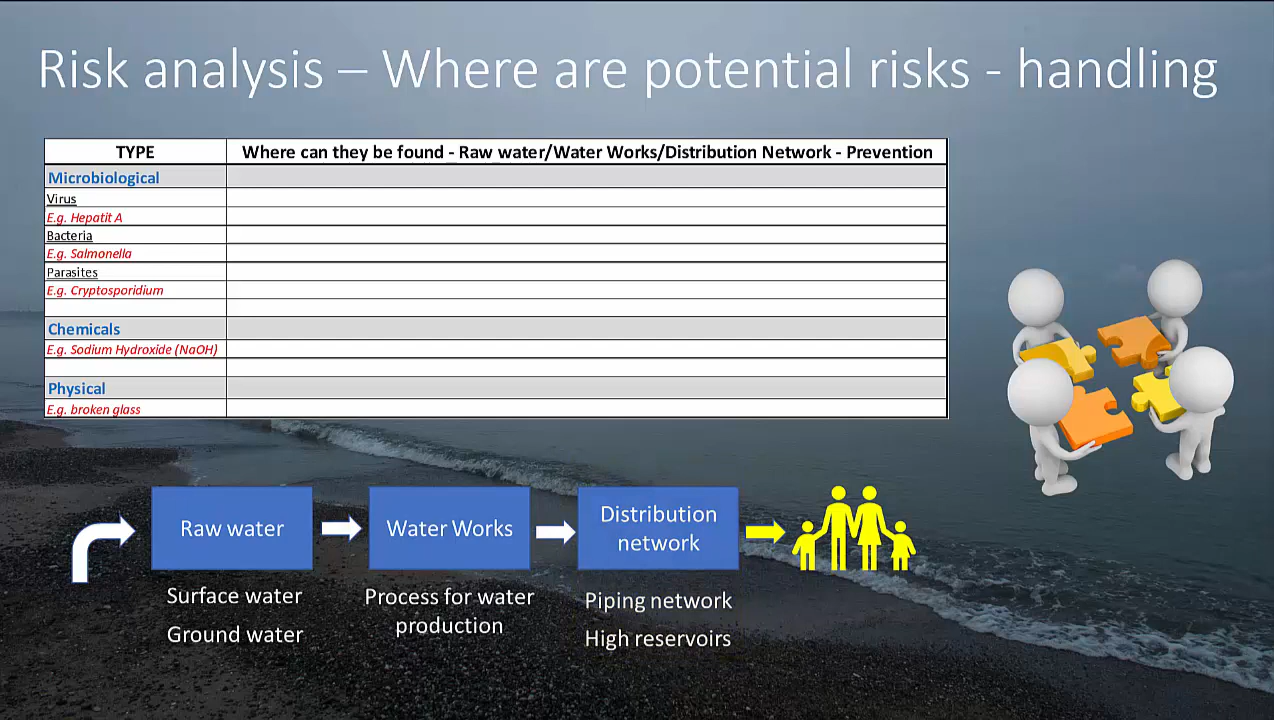 Risk analysis – Where are potential risks - handling
TYPE Where can they be found - Raw water/Water Works/Distribution Network - Prevention
Microbiological
Virus
E.g. Hepatit A
Bacteria
E.g. Salmonella
Parasites
E.g. Cryptosporidium
Chemicals
E.g. Sodium Hydroxide (NaOH)
Physical
E.g. broken glass
Raw water
Surface water
Ground water
Water Works
Process for water
production
Distribution
network
Piping network
High reservoirs